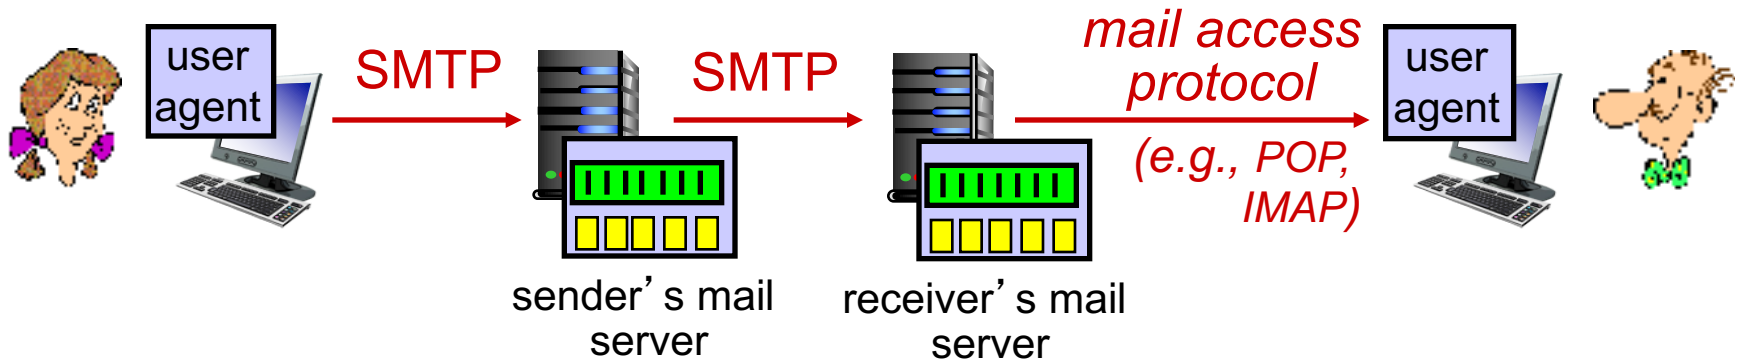 user
agent
SMTP
SMTP
mail access
protocol
(e.g., POP,
IMAP)
user
agent
sender’s mail
server
receiver’s mail
server